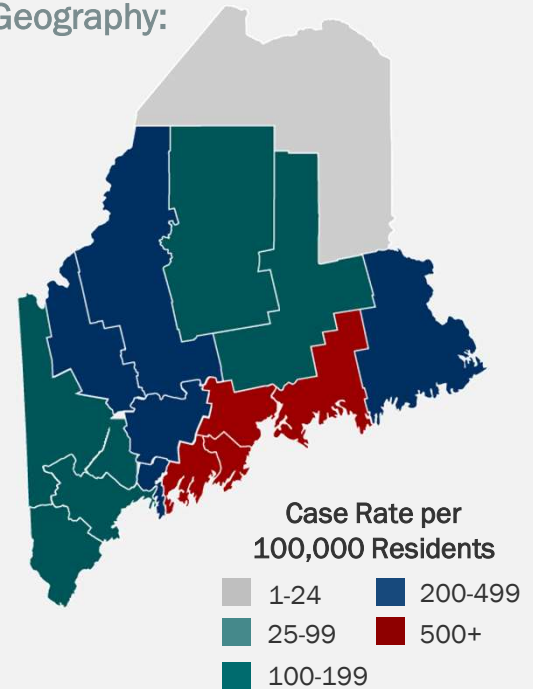 Geography:
Case Rate per
100,000 Residents
1-24
200-499
25-99
500+
100-199